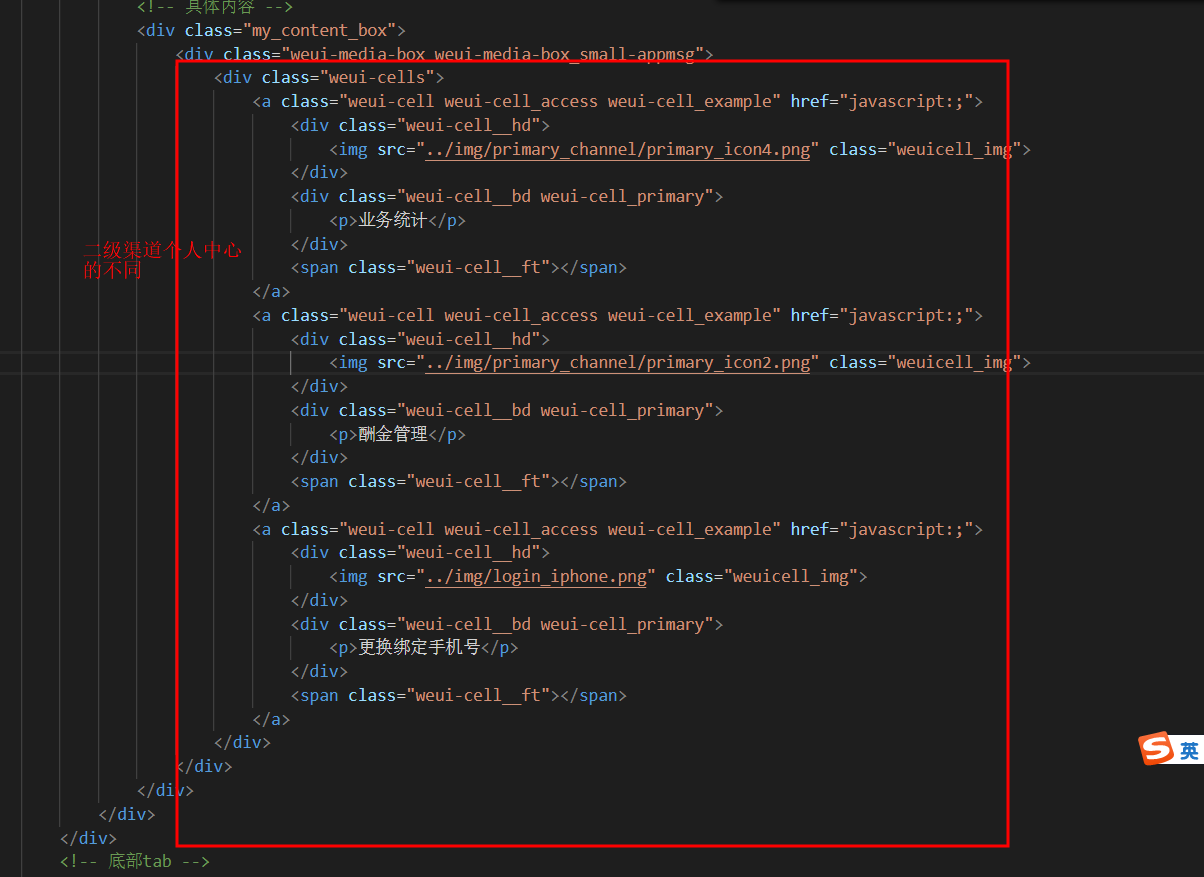 <!-- 具体内容 -->
<div class="my_content_box">
<div class="weui-media-box weui-media-box_small-appmsg">
<div class="weui-cells">
<a class="weui-cell weui-cell_access weui-cell_example" href="javascript:;">
<div class="weui-cell__hd">
<img src="../img/primary_channel/primary_icon4.png" class="weuicell_img">
</div>
<div class="weui-cell__bd weui-cell_primary">
<p>业务统计</p>
</div>
二级渠道个人中心
的不同
<span class="weui-cell__ft"></span>
</a>
<a class="weui-cell weui-cell_access weui-cell_example" href="javascript:;">
<div class="weui-cell__hd">
<img src="../img/primary_channel/primary_icon2.png" class="weuicell_img">
</div>
<div class="weui-cell__bd weui-cell_primary">
<p>酬金管理</p>
</div>
<span class="weui-cell__ft"></span>
</a>
<a class="weui-cell weui-cell_access weui-cell_example" href="javascript:;">
<div class="weui-cell__hd">
<img src="../img/login_iphone.png" class="weuicell_img">
</div>
<div class="weui-cell__bd weui-cell_primary">
<p>更换绑定手机号</p>
</div>
<span class="weui-cell__ft"></span>
</a>
</div>
</div>
</div>
</div>
</div>
<!-- 底部tab -->
S 英